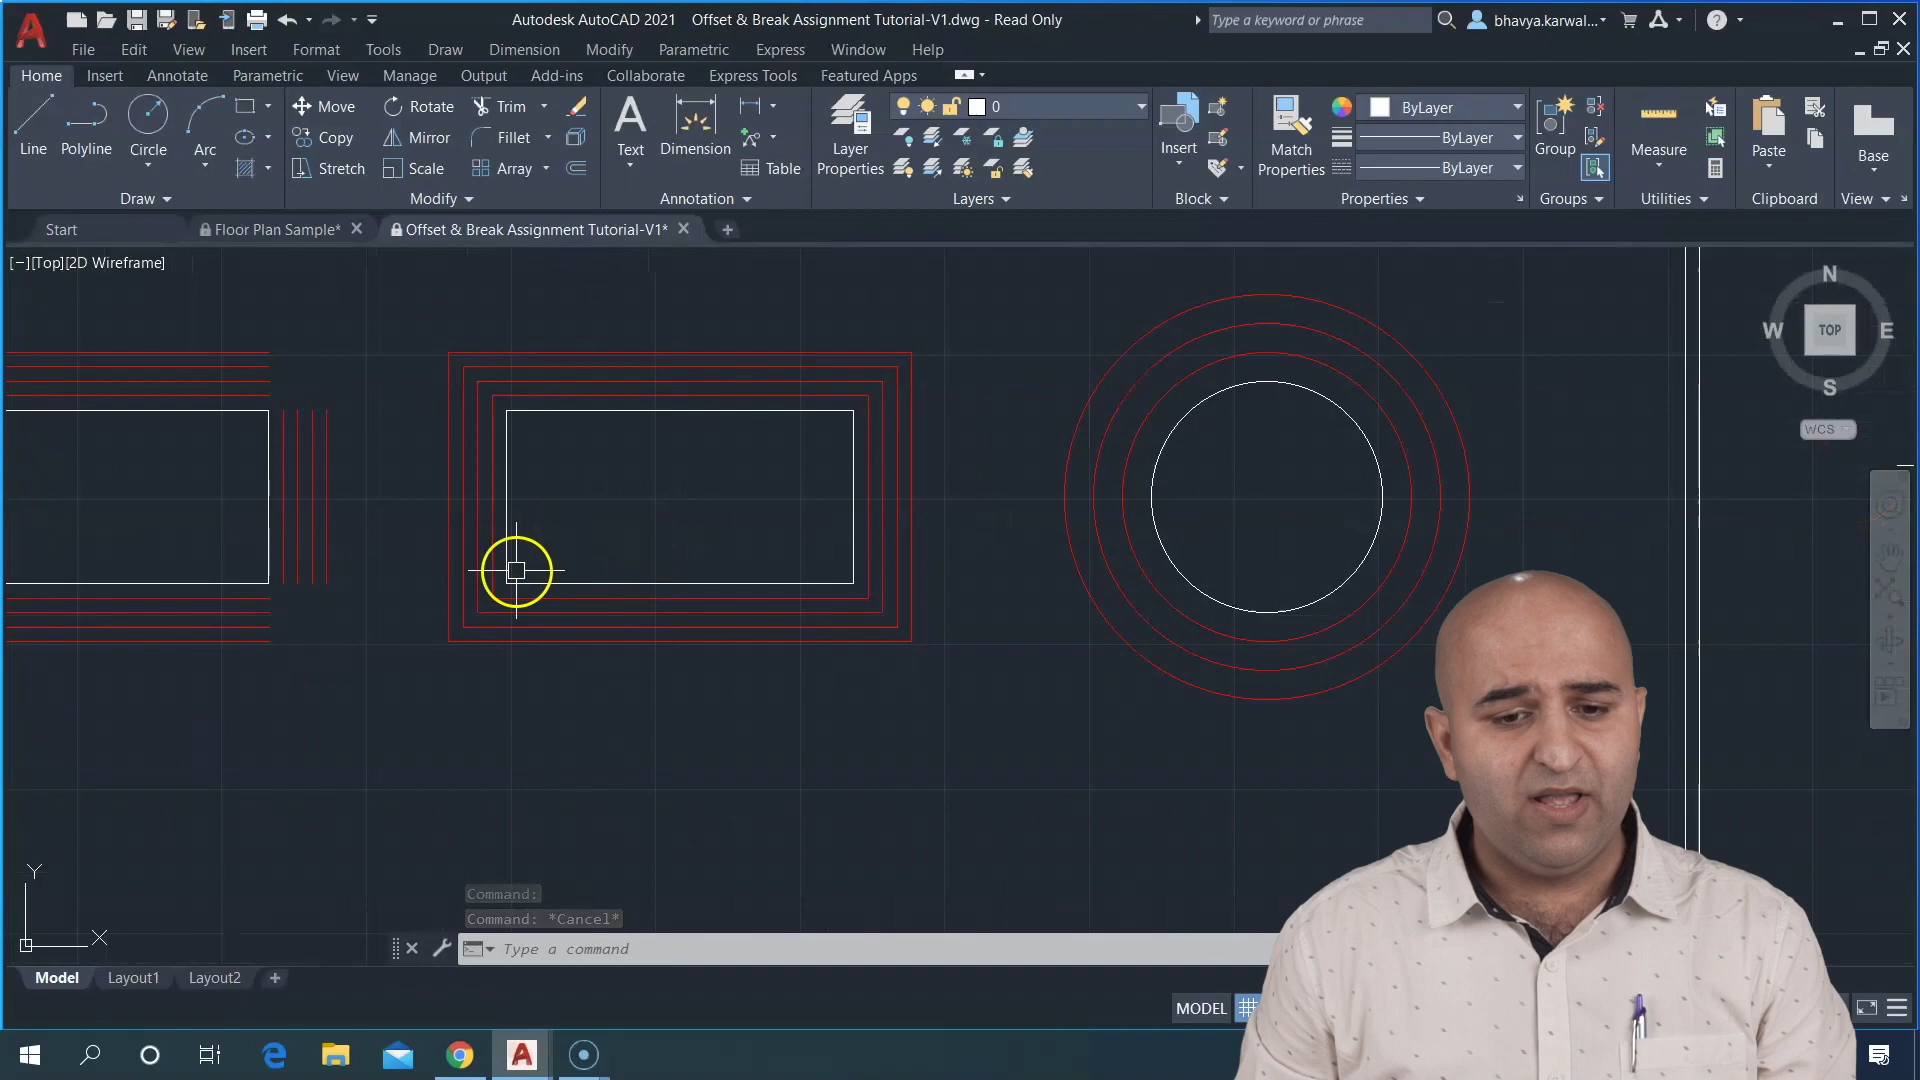 Autodesk AutoCAD 2021 Offset & Break Assignment Tutorial-V1.dwg - Read Only
Type a keyword or phrase
bhavya.karwal...
File Edit View Insert Format Tools Draw Dimension Modify Parametric Express Window Help
Home Insert Annotate Parametric View Manage Output Add-ins Collaborate Express Tools Featured Apps
Line Polyline Circle Arc
Move Rotate Trim
Copy Mirror Fillet
Stretch Scale Array
Text Dimension Table
Layer Properties
0
Insert
Match Properties
ByLayer
ByLayer
ByLayer
Group
Measure
Paste
Base
Draw Modify Annotation Layers Block Properties Groups Utilities Clipboard View
Start Floor Plan Sample* Offset & Break Assignment Tutorial-V1*
[−][Top][2D Wireframe]
N
W TOP E
S
WCS
Y
X
Command:
Command: *Cancel*
Type a command
Model Layout1 Layout2
MODEL